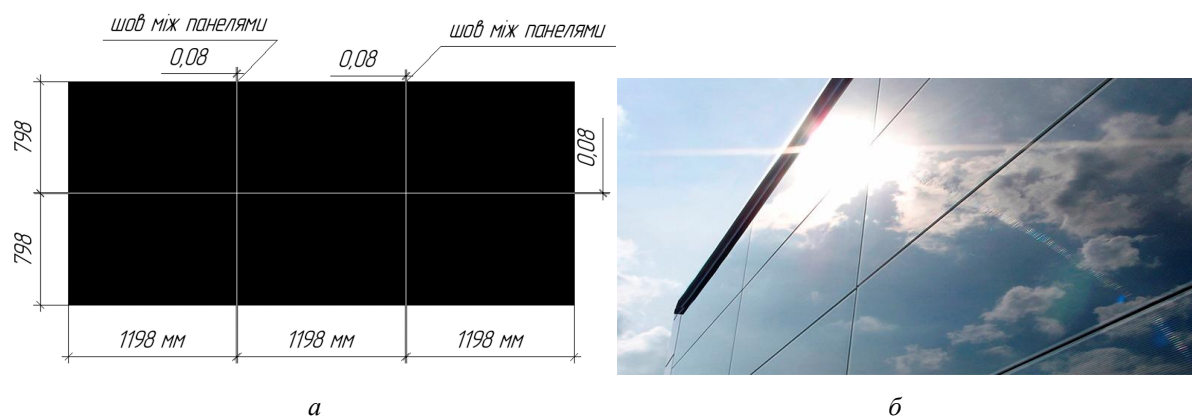 шов між панелями
шов між панелями
0,08
0,08
798
0,08
798
1198 мм
1198 мм
1198 мм
а
б